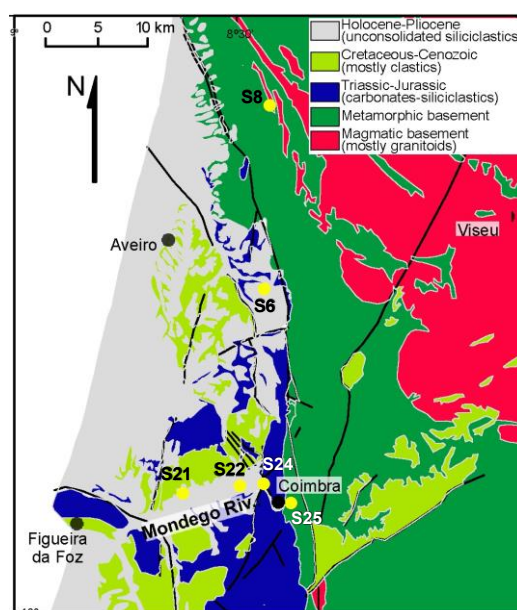 9°
8°30'
0 5 10 km
N
Holocene-Pliocene
(unconsolidated siliciclastics
Cretaceous-Cenozoic
(mostly clastics)
Triassic-Jurassic
(carbonates-siliciclastics)
Metamorphic basement
Magmatic basement
(mostly granitoids)
S8
Viseu
Aveiro
S6
S21
S22
S24
Coimbra
S25
Mondego Riv.
Figueira
da Foz